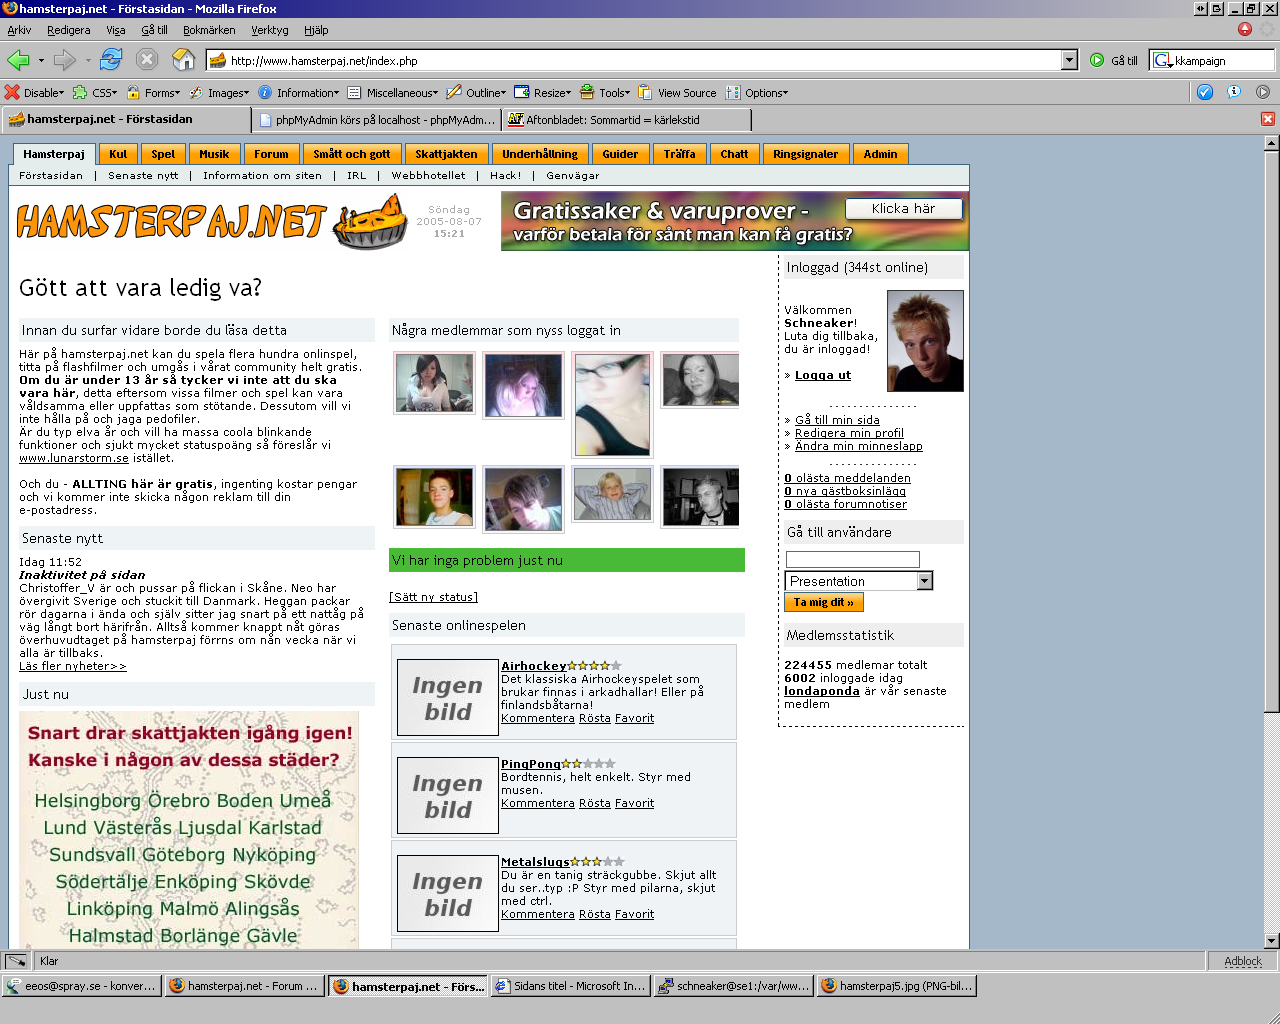 hamsterpaj.net - Förstasidan - Mozilla Firefox
Arkiv Redigera Visa Gå till Bokmärken Verktyg Hjälp
http://www.hamsterpaj.net/index.php Gå till kkampaign
Disable CSS Forms Images Information Miscellaneous Outline Resize Tools View Source Options
hamsterpaj.net - Förstasidan phpMyAdmin körs på localhost - phpMyAdm... Aftonbladet: Sommartid = kärlekstid
Hamsterpaj Kul Spel Musik Forum Smått och gott Skattjakten Underhållning Guider Träffa Chatt Ringsignaler Admin
Förstasidan | Senaste nytt | Information om siten | IRL | Webbhotellet | Hack! | Genvägar
HAMSTERPAJ.NET
Söndag
2005-08-07
15:21
Gratissaker & varuprover -
varför betala för sånt man kan få gratis?
Klicka här
Gött att vara ledig va?
Innan du surfar vidare borde du läsa detta
Här på hamsterpaj.net kan du spela flera hundra onlinspel,
titta på flashfilmer och umgås i vårat community helt gratis.
Om du är under 13 år så tycker vi inte att du ska
vara här, detta eftersom vissa filmer och spel kan vara
våldsamma eller uppfattas som stötande. Dessutom vill vi
inte hålla på och jaga pedofiler.
Är du typ elva år och vill ha massa coola blinkande
funktioner och sjukt mycket statuspoäng så föreslår vi
www.lunarstorm.se istället.
Och du - ALLTING här är gratis, ingenting kostar pengar
och vi kommer inte skicka någon reklam till din
e-postadress.
Senaste nytt
Idag 11:52
Inaktivitet på sidan
Christoffer_V är och pussar på flickan i Skåne. Neo har
övergivit Sverige och stuckit till Danmark. Heggan packar
rör dagarna i ända och själv sitter jag snart på ett nattåg på
väg långt bort härifrån. Alltså kommer knappt nåt göras
överhuvudtaget på hamsterpaj förrns om nån vecka när vi
alla är tillbaks.
Läs fler nyheter>>
Just nu
Snart drar skattjakten igång igen!
Kanske i någon av dessa städer?
Helsingborg Örebro Boden Umeå
Lund Västerås Ljusdal Karlstad
Sundsvall Göteborg Nyköping
Södertälje Enköping Skövde
Linköping Malmö Alingsås
Halmstad Borlänge Gävle
Några medlemmar som nyss loggat in
Vi har inga problem just nu
[Sätt ny status]
Senaste onlinespelen
Ingen
bild
Airhockey
Det klassiska Airhockeyspelet som
brukar finnas i arkadhallar! Eller på
finlandsbåtarna!
Kommentera Rösta Favorit
Ingen
bild
PingPong
Bordtennis, helt enkelt. Styr med
musen.
Kommentera Rösta Favorit
Ingen
bild
Metalslugs
Du är en tanig sträckgubbe. Skjut allt
du ser..typ :P Styr med pilarna, skjut
med ctrl.
Kommentera Rösta Favorit
Inloggad (344st online)
Välkommen
Schneaker!
Luta dig tillbaka,
du är inloggad!
» Logga ut
» Gå till min sida
» Redigera min profil
» Ändra min minneslapp
0 olästa meddelanden
0 nya gästboksinlägg
0 olästa forumnotiser
Gå till användare
Presentation
Ta mig dit »
Medlemsstatistik
224455 medlemar totalt
6002 inloggade idag
londaponda är vår senaste
medlem
Klar Adblock
eeos@spray.se - konver... hamsterpaj.net - Forum ... hamsterpaj.net - Förs... Sidans titel - Microsoft In... schneaker@se1:/var/ww... hamsterpaj5.jpg (PNG-bil...